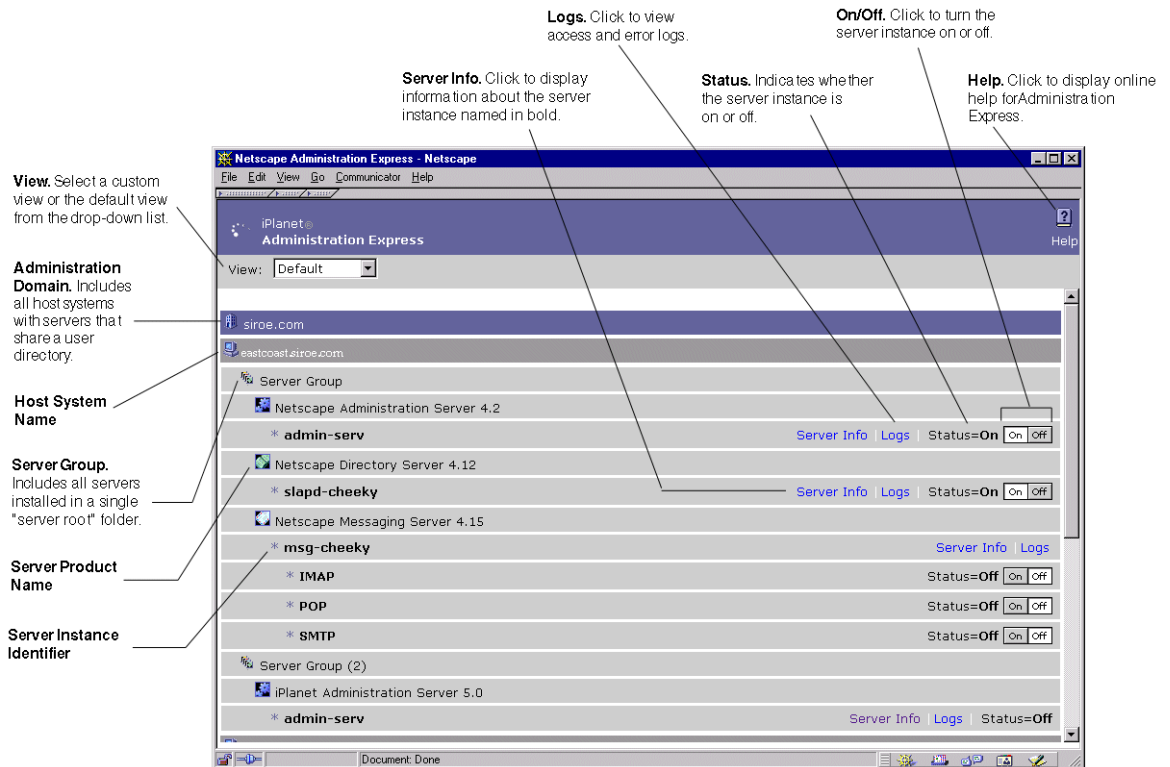 Logs. Click to view
access and error logs.
On/Off. Click to turn the
server instance on or off.
Server Info. Click to display
information about the server
instance named in bold.
Status. Indicates whether
the server instance is
on or off.
Help. Click to display online
help forAdministration
Express.
View. Select a custom
view or the default view
from the drop-down list.
Administration
Domain. Includes
all host systems
with servers that
share a user
directory.
Host System
Name
Server Group.
Includes all servers
installed in a single
"server root" folder.
Server Product
Name
Server Instance
Identifier
Netscape Administration Express - Netscape
File Edit View Go Communicator Help
iPlanet
Administration Express
? Help
View: Default
siroe.com
eastcoast.siroe.com
Server Group
Netscape Administration Server 4.2
* admin-serv Server Info | Logs | Status=On On Off
Netscape Directory Server 4.12
* slapd-cheeky Server Info | Logs | Status=On On Off
Netscape Messaging Server 4.15
* msg-cheeky Server Info | Logs
* IMAP Status=Off On Off
* POP Status=Off On Off
* SMTP Status=Off On Off
Server Group (2)
iPlanet Administration Server 5.0
* admin-serv Server Info | Logs | Status=Off
Document: Done